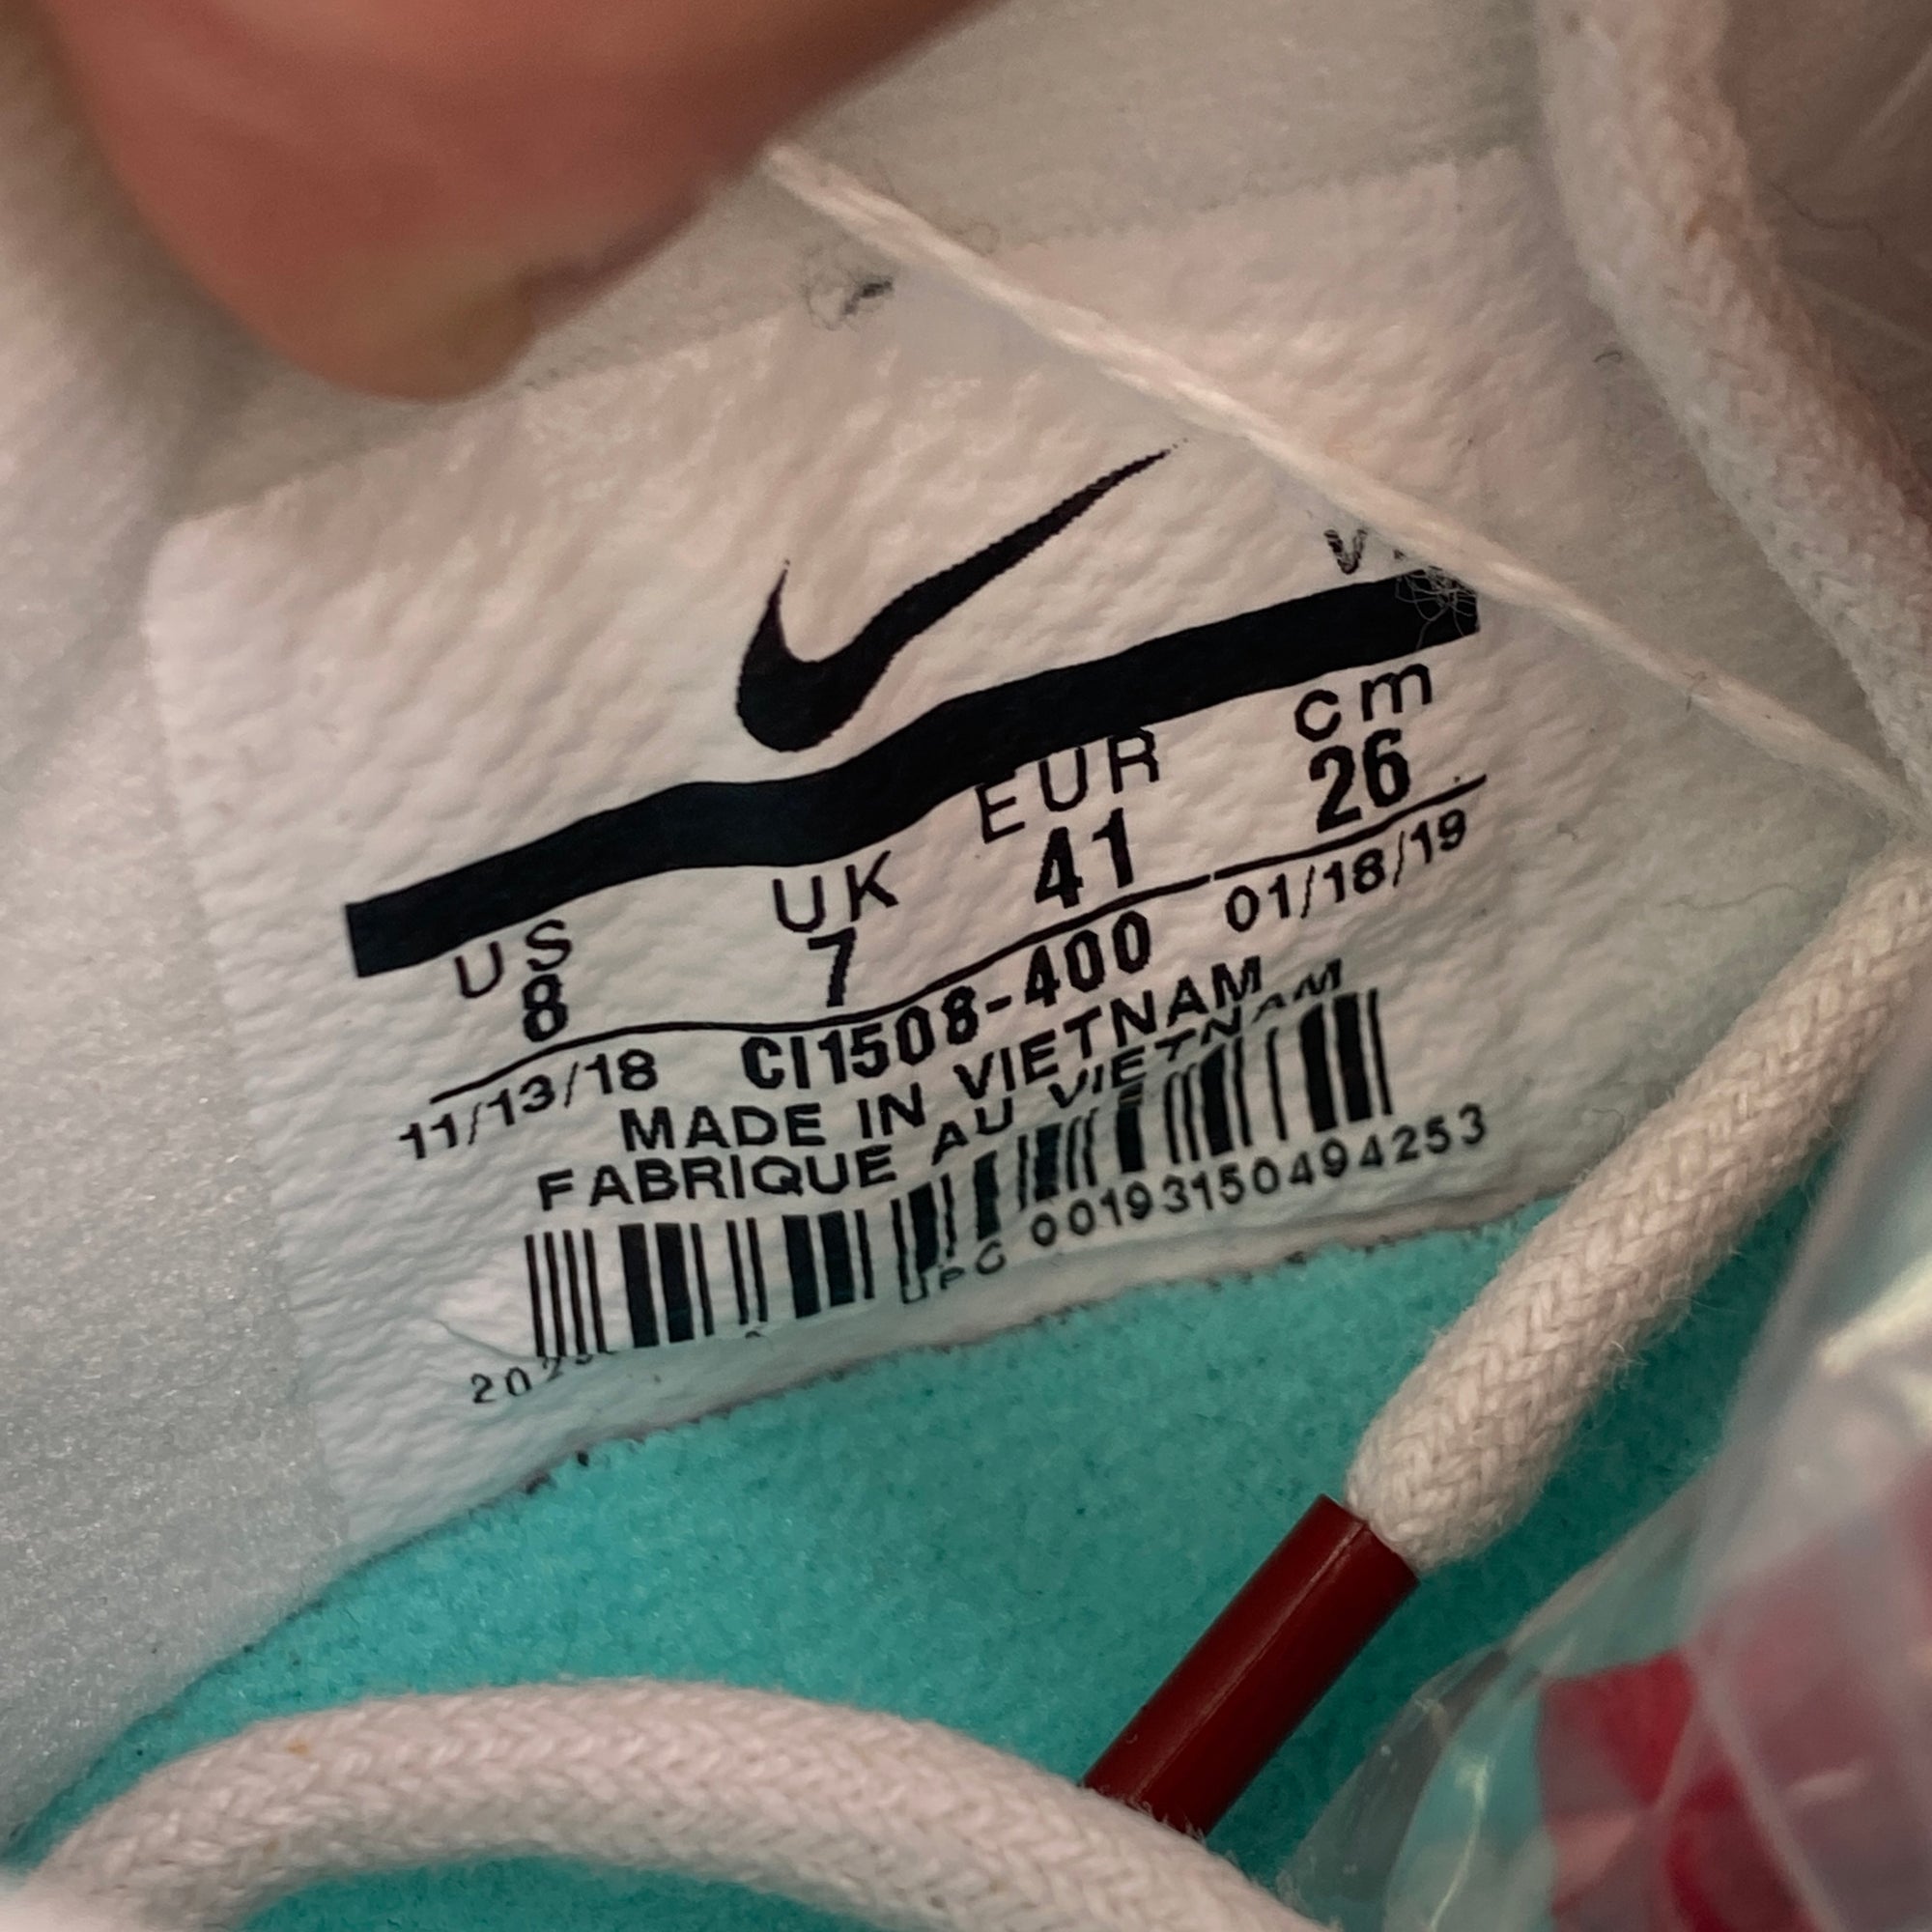 US UK EUR cm
8 7 41 26
11/13/18 CI1508-400 01/18/19
MADE IN VIETNAM
FABRIQUE AU VIETNAM
UPC 00193150494253